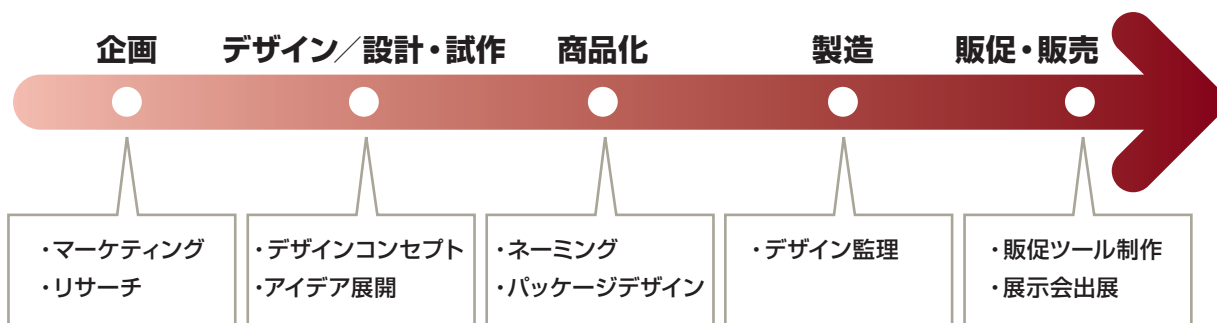 企画
デザイン／設計・試作
商品化
製造
販促・販売
・マーケティング
・リサーチ
・デザインコンセプト
・アイデア展開
・ネーミング
・パッケージデザイン
・デザイン監理
・販促ツール制作
・展示会出展